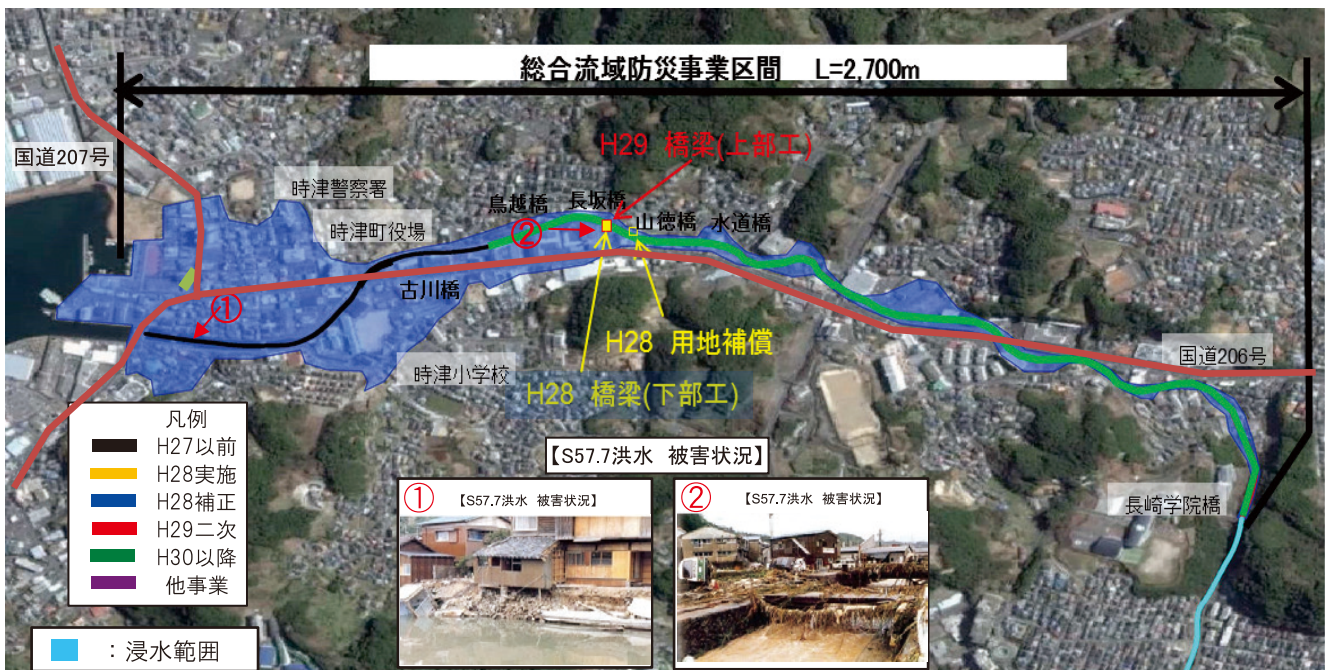 総合流域防災事業区間 L=2,700m
国道207号
時津警察署
時津町役場
鳥越橋
長坂橋
H29 橋梁(上部工)
②
山徳橋
水道橋
①
古川橋
時津小学校
H28 用地補償
H28 橋梁(下部工)
国道206号
長崎学院橋
凡例
H27以前
H28実施
H28補正
H29二次
H30以降
他事業
：浸水範囲
【S57.7洪水 被害状況】
①
【S57.7洪水 被害状況】
②
【S57.7洪水 被害状況】